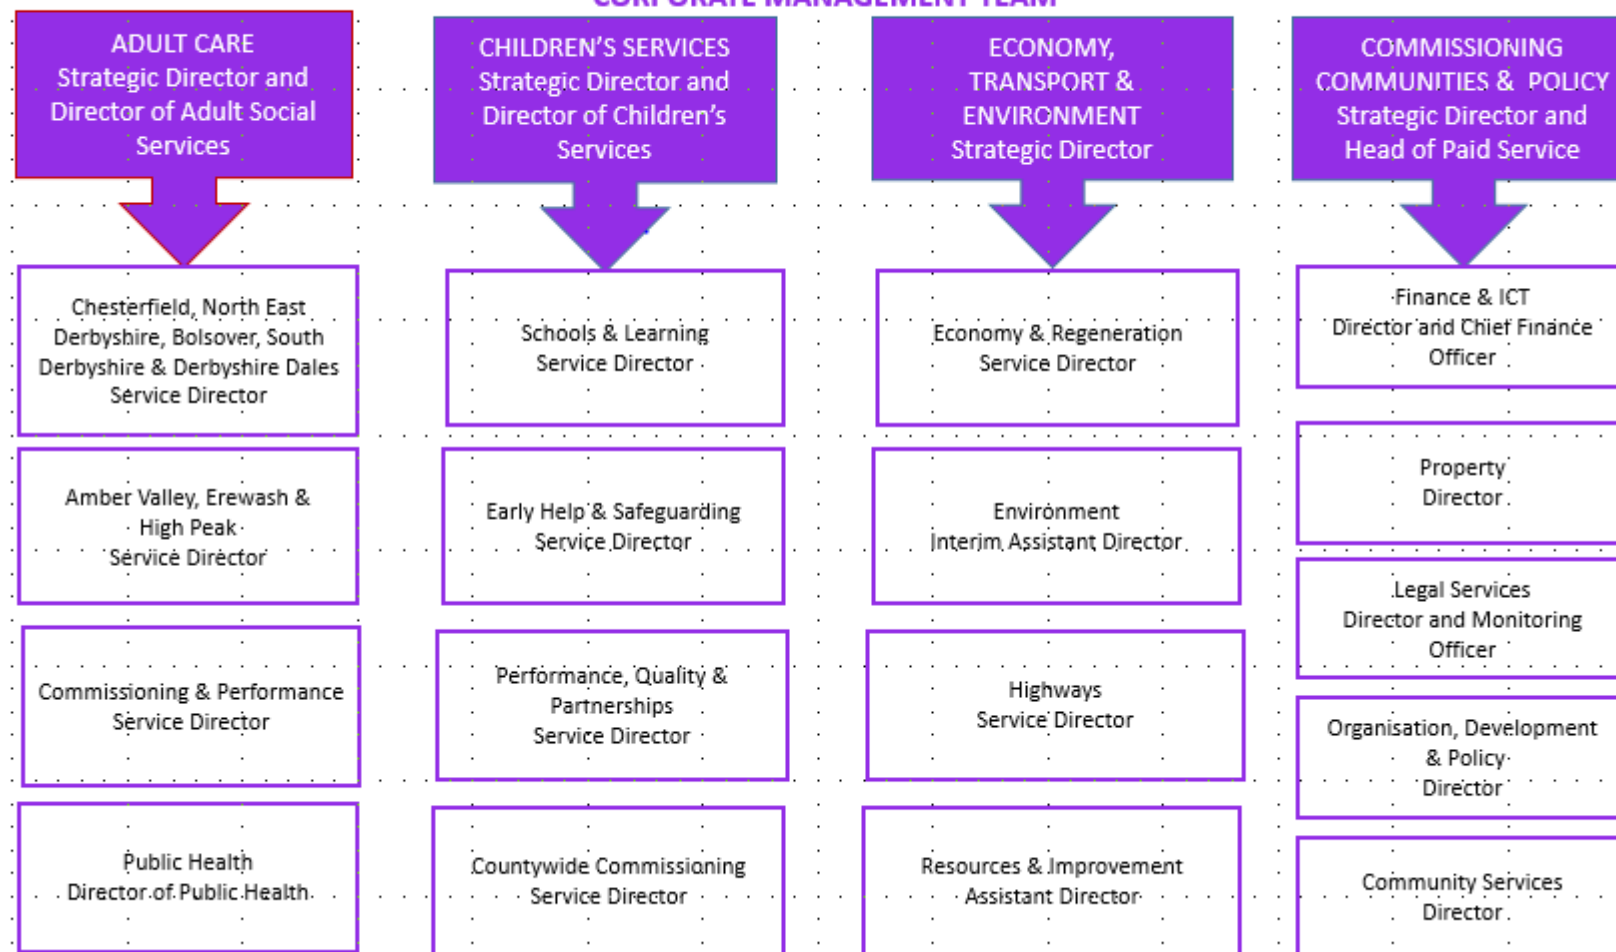 CORPORATE MANAGEMENT TEAM
ADULT CARE
Strategic Director and
Director of Adult Social
Services
Chesterfield, North East
Derbyshire, Bolsover, South
Derbyshire & Derbyshire Dales
Service Director
Amber Valley, Erewash &
High Peak
Service Director
Commissioning & Performance
Service Director
Public Health
Director of Public Health
CHILDREN'S SERVICES
Strategic Director and
Director of Children's
Services
Schools & Learning
Service Director
Early Help & Safeguarding
Service Director
Performance, Quality &
Partnerships
Service Director
Countywide Commissioning
Service Director
ECONOMY,
TRANSPORT &
ENVIRONMENT
Strategic Director
Economy & Regeneration
Service Director
Environment
Interim Assistant Director
Highways
Service Director
Resources & Improvement
Assistant Director
COMMISSIONING
COMMUNITIES & POLICY
Strategic Director and
Head of Paid Service
Finance & ICT
Director and Chief Finance
Officer
Property
Director
Legal Services
Director and Monitoring
Officer
Organisation, Development
& Policy
Director
Community Services
Director